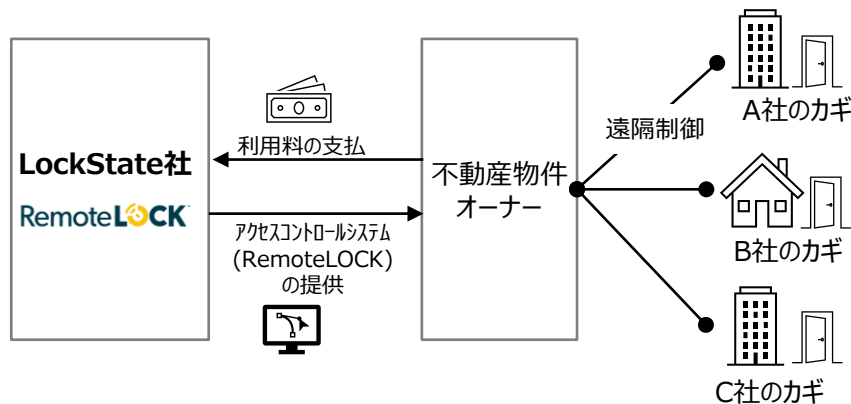 LockState社
RemoteLOCK
利用料の支払
アクセスコントロールシステム
(RemoteLOCK)
の提供
不動産物件
オーナー
遠隔制御
A社のカギ
B社のカギ
C社のカギ